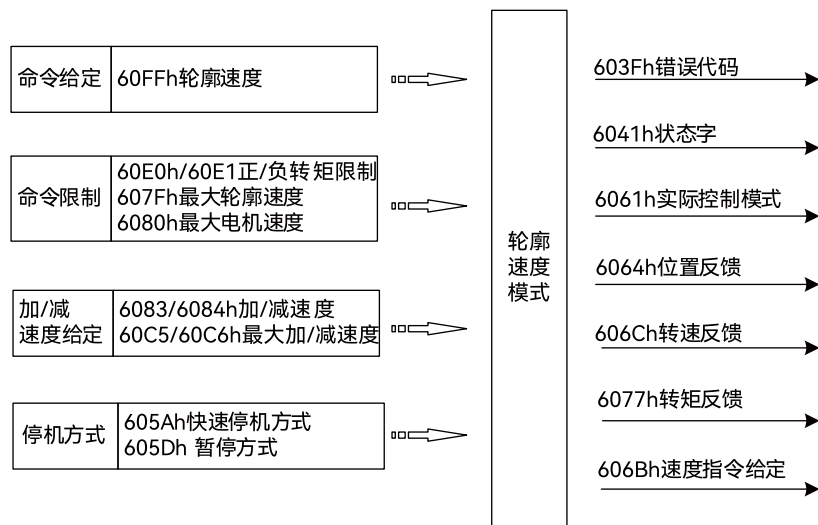 命令给定
60FFh轮廓速度
命令限制
60E0h/60E1正/负转矩限制
607Fh最大轮廓速度
6080h最大电机速度
加/减
速度给定
6083/6084h加/减速度
60C5/60C6h最大加/减速度
停机方式
605Ah快速停机方式
605Dh 暂停方式
轮廓
速度
模式
603Fh错误代码
6041h状态字
6061h实际控制模式
6064h位置反馈
606Ch转速反馈
6077h转矩反馈
606Bh速度指令给定